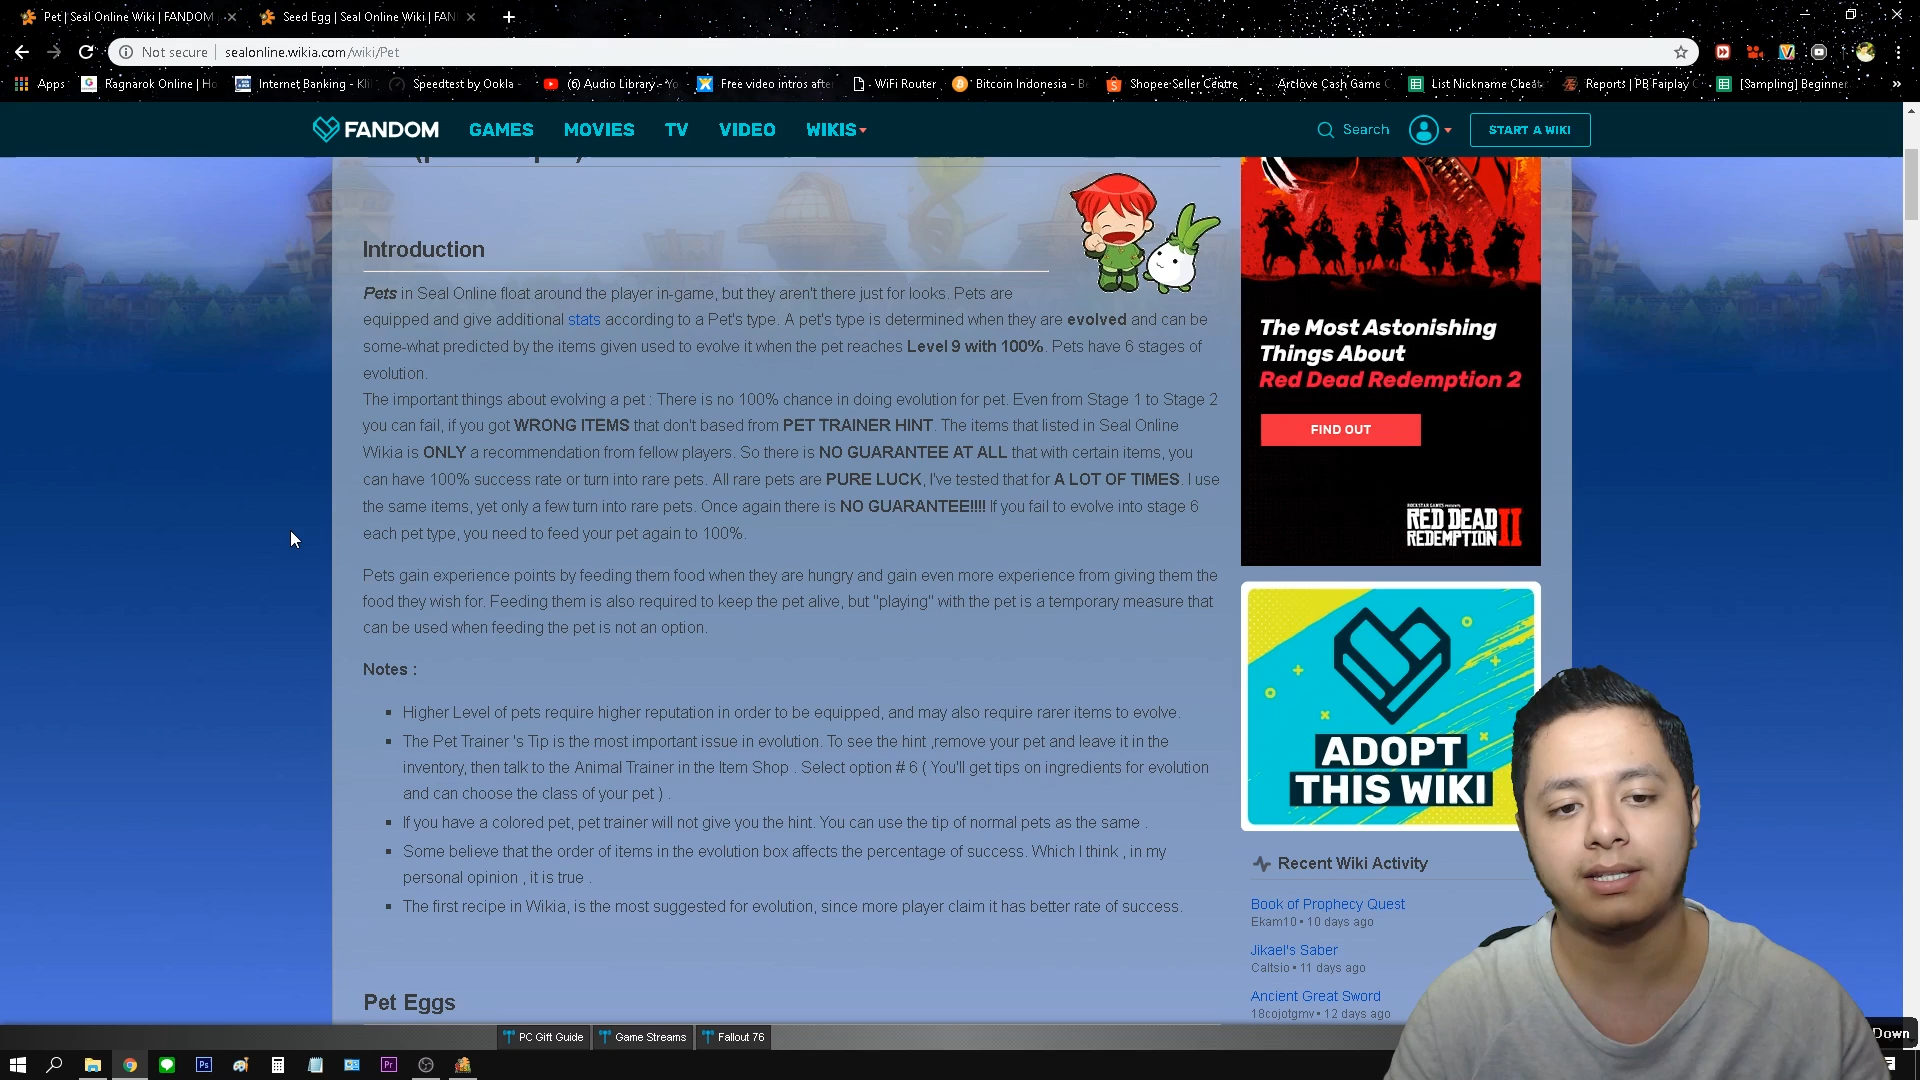 Pet | Seal Online Wiki | FANDOM
Seed Egg | Seal Online Wiki | FAN
Not secure
sealonline.wikia.com/wiki/Pet
Apps
Ragnarok Online | Ho
Internet Banking - Kli
Speedtest by Ookla -
(6) Audio Library - Yo
Free video intros afte
WiFi Router
Bitcoin Indonesia - Be
Shopee Seller Centre
Arclove Cash Game C
List Nickname Cheat
Reports | PB Fairplay C
[Sampling] Beginner
FANDOM
GAMES
MOVIES
TV
VIDEO
WIKIS
Search
START A WIKI
Introduction
Pets in Seal Online float around the player in-game, but they aren't there just for looks. Pets are
equipped and give additional stats according to a Pet's type. A pet's type is determined when they are evolved and can be
some-what predicted by the items given used to evolve it when the pet reaches Level 9 with 100%. Pets have 6 stages of
evolution.
The important things about evolving a pet : There is no 100% chance in doing evolution for pet. Even from Stage 1 to Stage 2
you can fail, if you got WRONG ITEMS that don't based from PET TRAINER HINT. The items that listed in Seal Online
Wikia is ONLY a recommendation from fellow players. So there is NO GUARANTEE AT ALL that with certain items, you
can have 100% success rate or turn into rare pets. All rare pets are PURE LUCK, I've tested that for A LOT OF TIMES. I use
the same items, yet only a few turn into rare pets. Once again there is NO GUARANTEE!!!! If you fail to evolve into stage 6
each pet type, you need to feed your pet again to 100%.
Pets gain experience points by feeding them food when they are hungry and gain even more experience from giving them the
food they wish for. Feeding them is also required to keep the pet alive, but "playing" with the pet is a temporary measure that
can be used when feeding the pet is not an option.
Notes :
Higher Level of pets require higher reputation in order to be equipped, and may also require rarer items to evolve.
The Pet Trainer 's Tip is the most important issue in evolution. To see the hint ,remove your pet and leave it in the
inventory, then talk to the Animal Trainer in the Item Shop . Select option # 6 ( You'll get tips on ingredients for evolution
and can choose the class of your pet ) .
If you have a colored pet, pet trainer will not give you the hint. You can use the tip of normal pets as the same .
Some believe that the order of items in the evolution box affects the percentage of success. Which I think , in my
personal opinion , it is true .
The first recipe in Wikia, is the most suggested for evolution, since more player claim it has better rate of success.
Pet Eggs
The Most Astonishing
Things About
Red Dead Redemption 2
FIND OUT
ROCKSTAR GAMES PRESENTS
RED DEAD
REDEMPTION II
ADOPT
THIS WIKI
Recent Wiki Activity
Book of Prophecy Quest
Ekam10 • 10 days ago
Jikael's Saber
Caltsio • 11 days ago
Ancient Great Sword
18cojotgmv • 12 days ago
PC Gift Guide
Game Streams
Fallout 76
Down
Ps
Pr